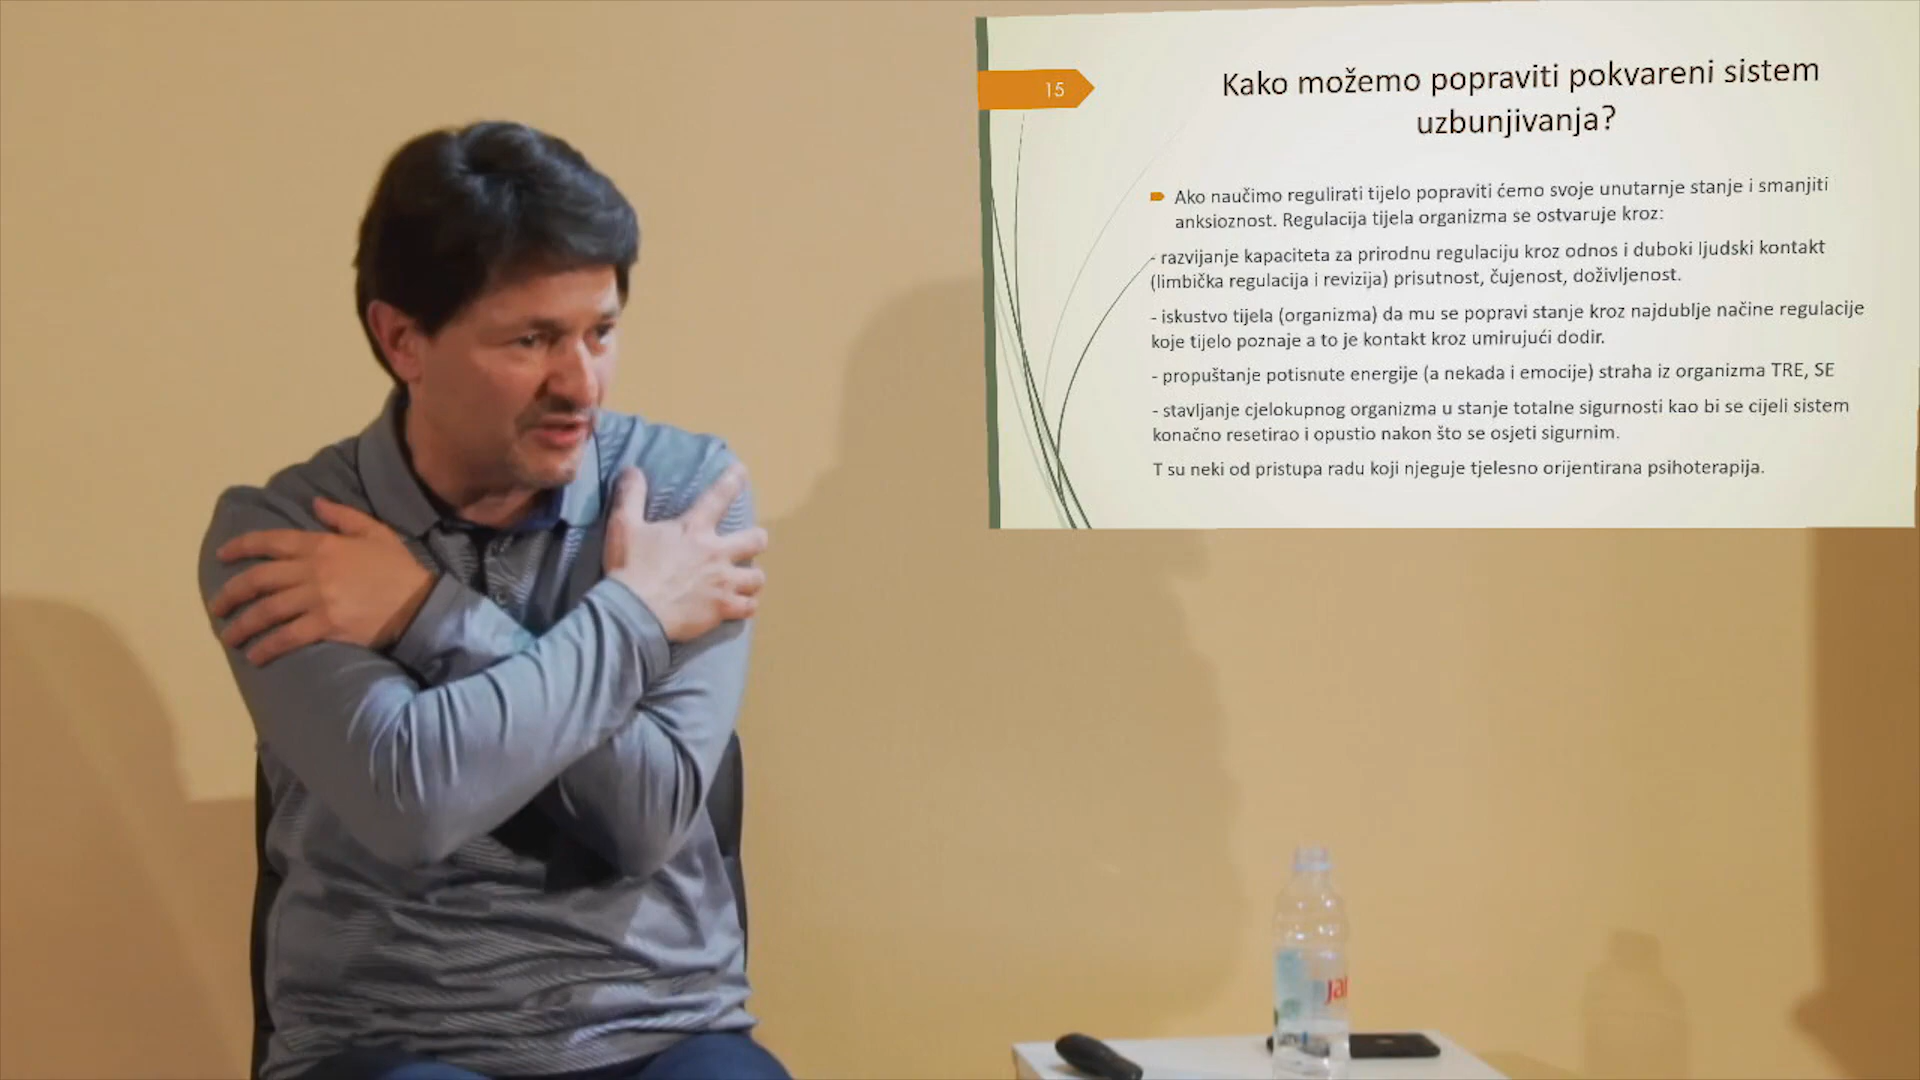 15
Kako možemo popraviti pokvareni sistem
uzbunjivanja?
Ako naučimo regulirati tijelo popraviti ćemo svoje unutarnje stanje i smanjiti
anksioznost. Regulacija tijela organizma se ostvaruje kroz:
- razvijanje kapaciteta za prirodnu regulaciju kroz odnos i duboki ljudski kontakt
(limbička regulacija i revizija) prisutnost, čujenost, doživljenost.
- iskustvo tijela (organizma) da mu se popravi stanje kroz najdublje načine regulacije
koje tijelo poznaje a to je kontakt kroz umirujući dodir.
- propuštanje potisnute energije (a nekada i emocije) straha iz organizma TRE, SE
- stavljanje cjelokupnog organizma u stanje totalne sigurnosti kao bi se cijeli sistem
konačno resetirao i opustio nakon što se osjeti sigurnim.
T su neki od pristupa radu koji njeguje tjelesno orijentirana psihoterapija.